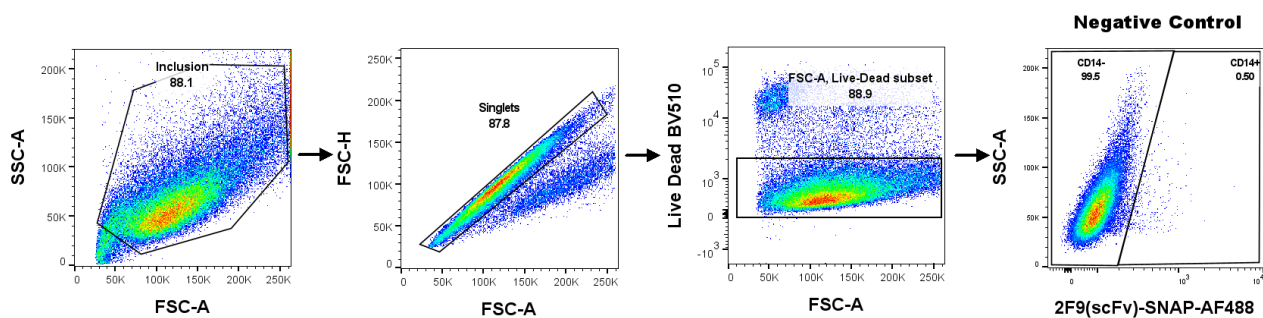 Negative Control
SSC-A
200K
150K
100K
50K
0
Inclusion
88.1
0
50K
100K
150K
200K
250K
FSC-A
FSC-H
250K
200K
150K
100K
50K
0
Singlets
87.8
0
50K
100K
150K
200K
250K
FSC-A
Live Dead BV510
10^5
10^4
10^3
0
-10^3
FSC-A, Live-Dead subset
88.9
0
50K
100K
150K
200K
250K
FSC-A
SSC-A
200K
150K
100K
50K
0
CD14-
99.5
CD14+
0.50
0
10^3
10^4
2F9(scFv)-SNAP-AF488